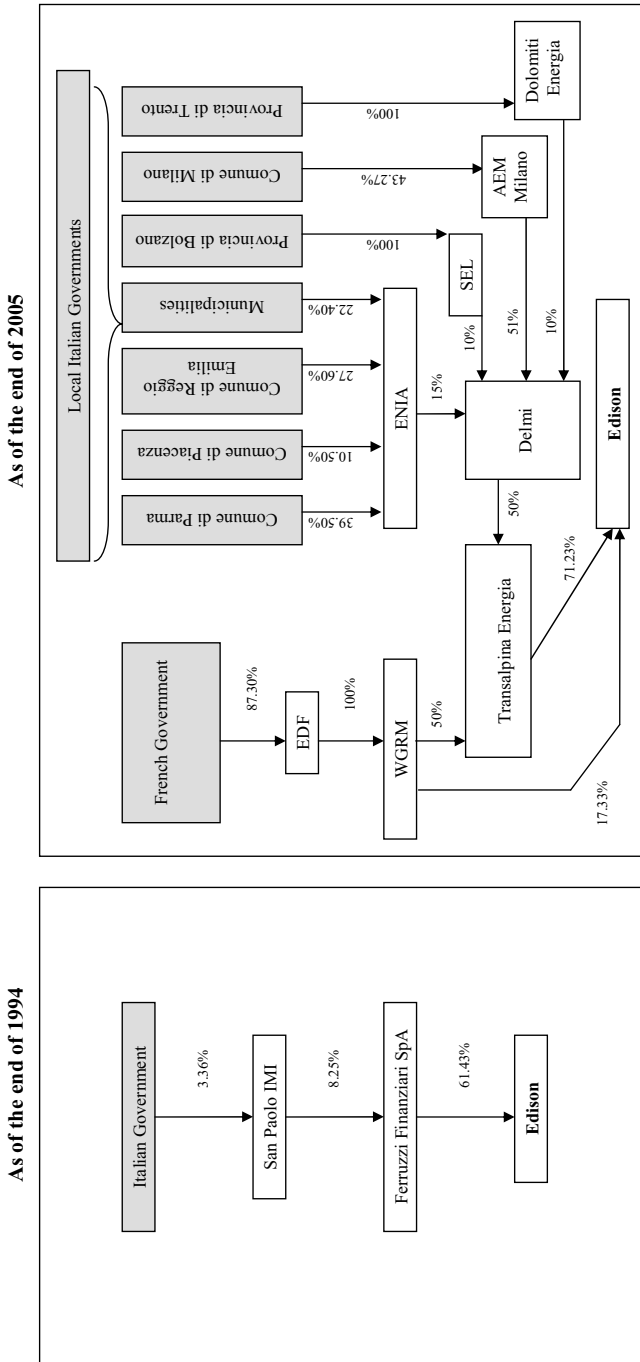 As of the end of 1994
Italian Government
3.36%
San Paolo IMI
8.25%
Ferruzzi Finanziari SpA
61.43%
Edison
As of the end of 2005
French Government
87.30%
EDF
100%
WGRM
50%
Transalpina Energia
17.33%
71.23%
Local Italian Governments
Comune di Parma
Comune di Piacenza
Comune di Reggio
Emilia
Municipalities
Provincia di Bolzano
Comune di Milano
Provincia di Trento
39.50%
10.50%
27.60%
22.40%
100%
43.27%
100%
ENIA
SEL
AEM
Milano
Dolomiti
Energia
15%
10%
51%
10%
Delmi
50%
Edison